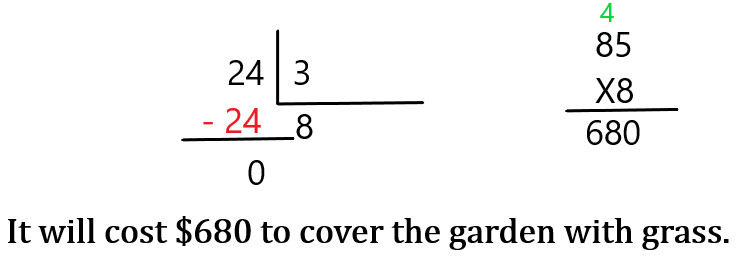 4
85
24 3
X8
- 24 8
680
0
It will cost $680 to cover the garden with grass.